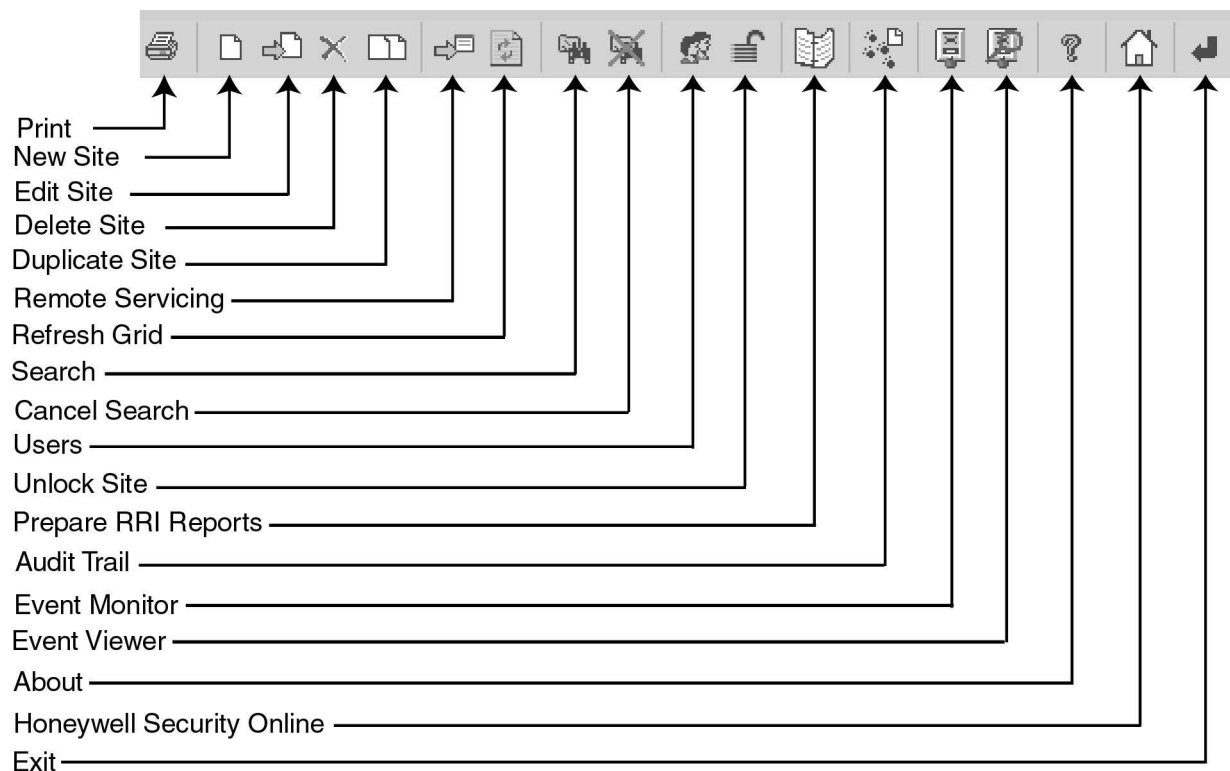 Print
New Site
Edit Site
Delete Site
Duplicate Site
Remote Servicing
Refresh Grid
Search
Cancel Search
Users
Unlock Site
Prepare RRI Reports
Audit Trail
Event Monitor
Event Viewer
About
Honeywell Security Online
Exit